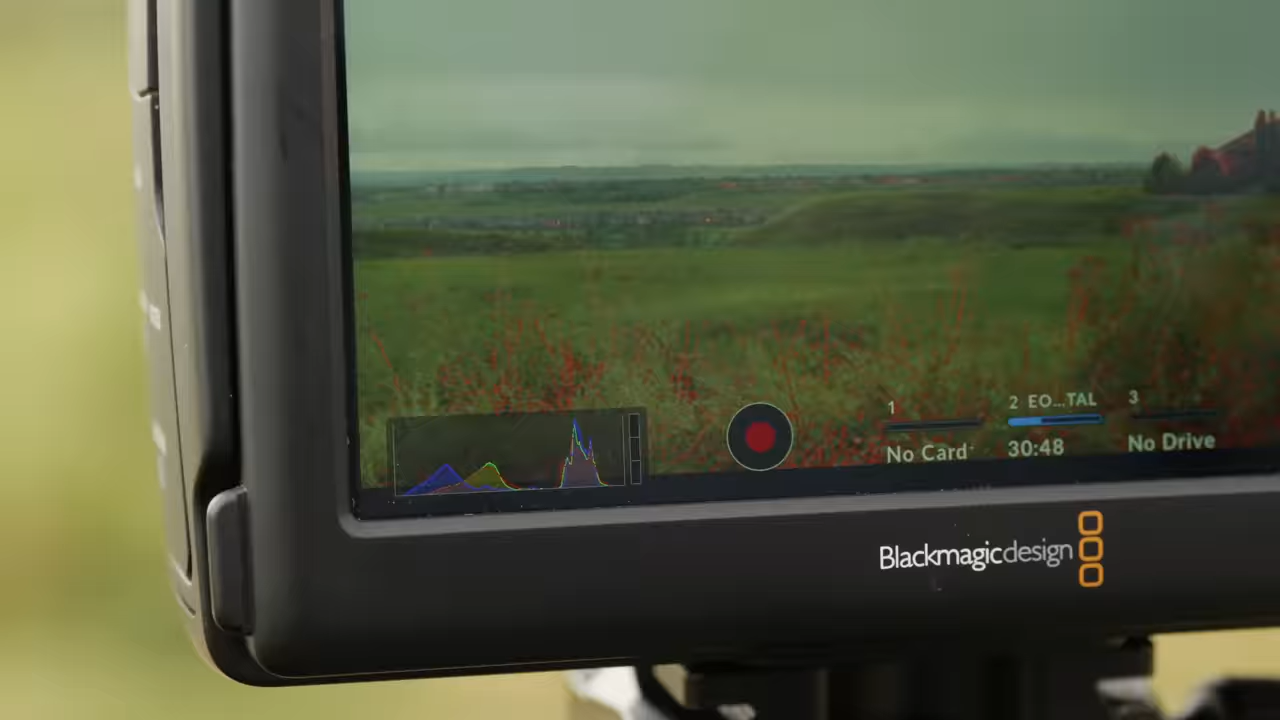 1
2 EO...TAL
3
No Card
30:48
No Drive
Blackmagicdesign